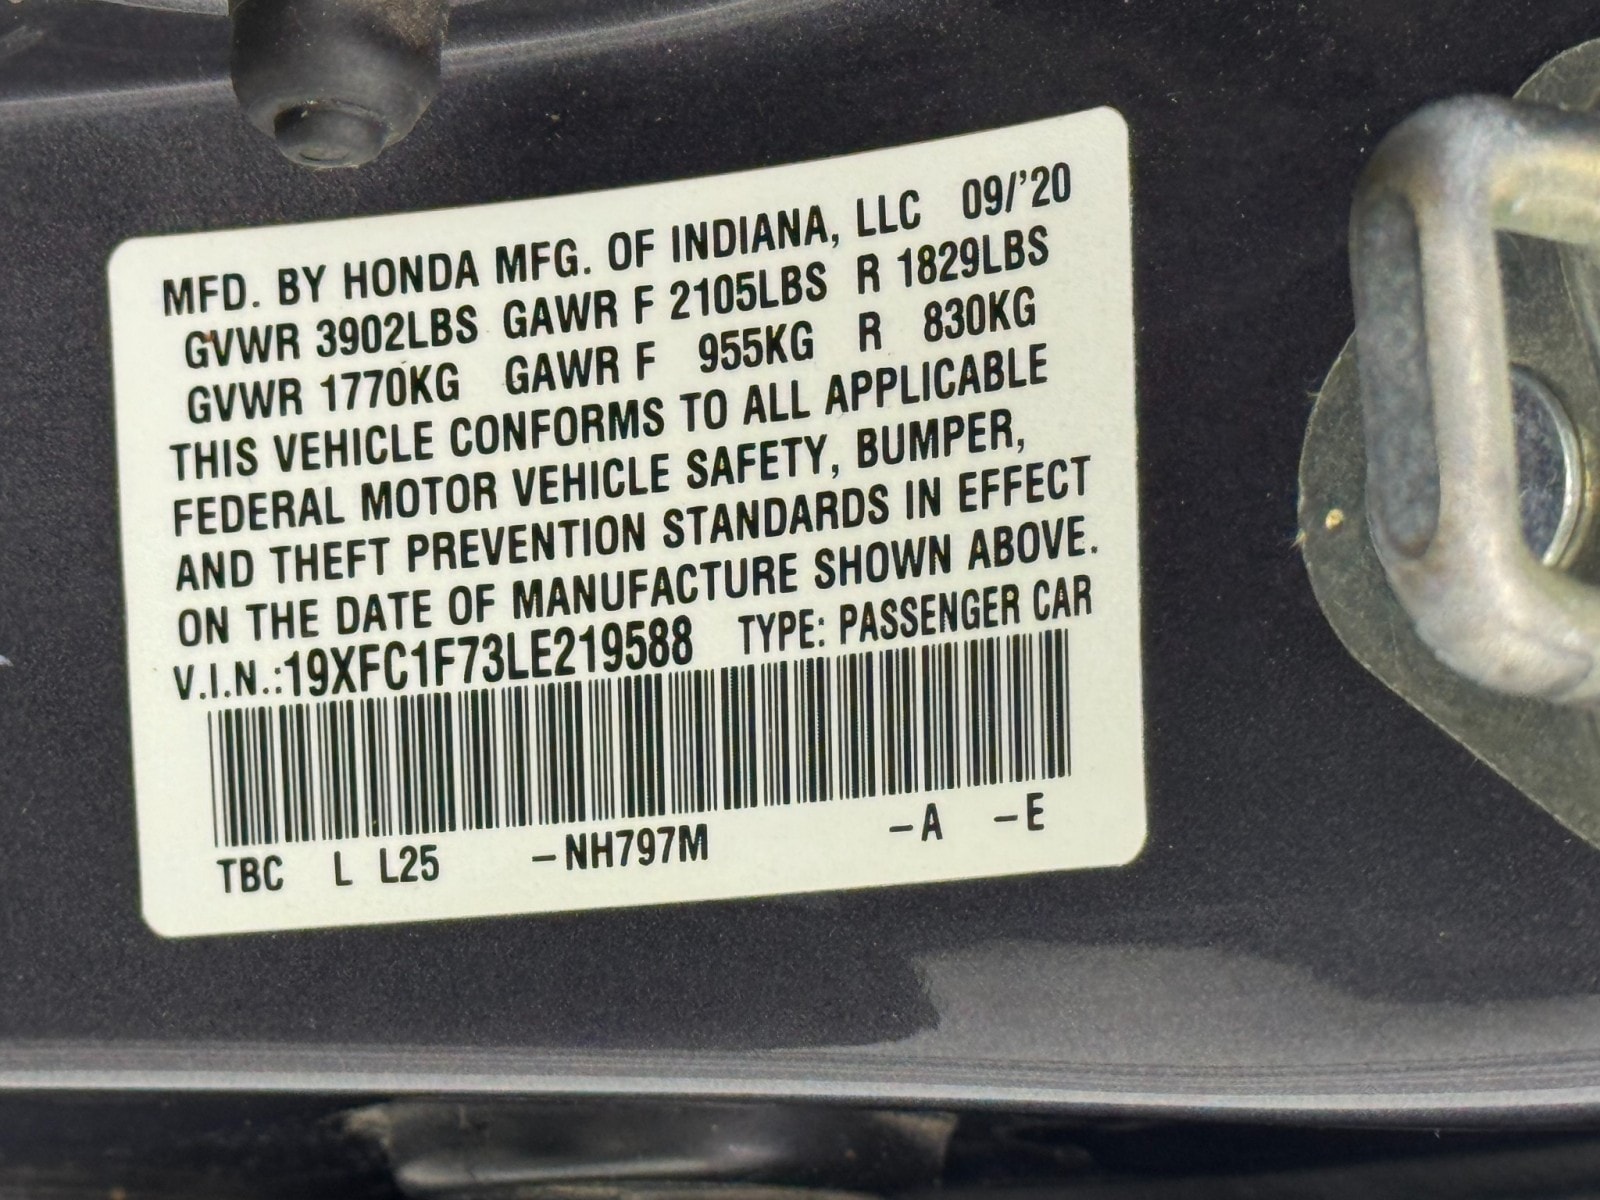 MFD. BY HONDA MFG. OF INDIANA, LLC 09/'20
GVWR 3902LBS GAWR F 2105LBS R 1829LBS
GVWR 1770KG GAWR F 955KG R 830KG
THIS VEHICLE CONFORMS TO ALL APPLICABLE
FEDERAL MOTOR VEHICLE SAFETY, BUMPER,
AND THEFT PREVENTION STANDARDS IN EFFECT
ON THE DATE OF MANUFACTURE SHOWN ABOVE.
V.I.N.:19XFC1F73LE219588 TYPE: PASSENGER CAR
TBC L L25 –NH797M –A –E